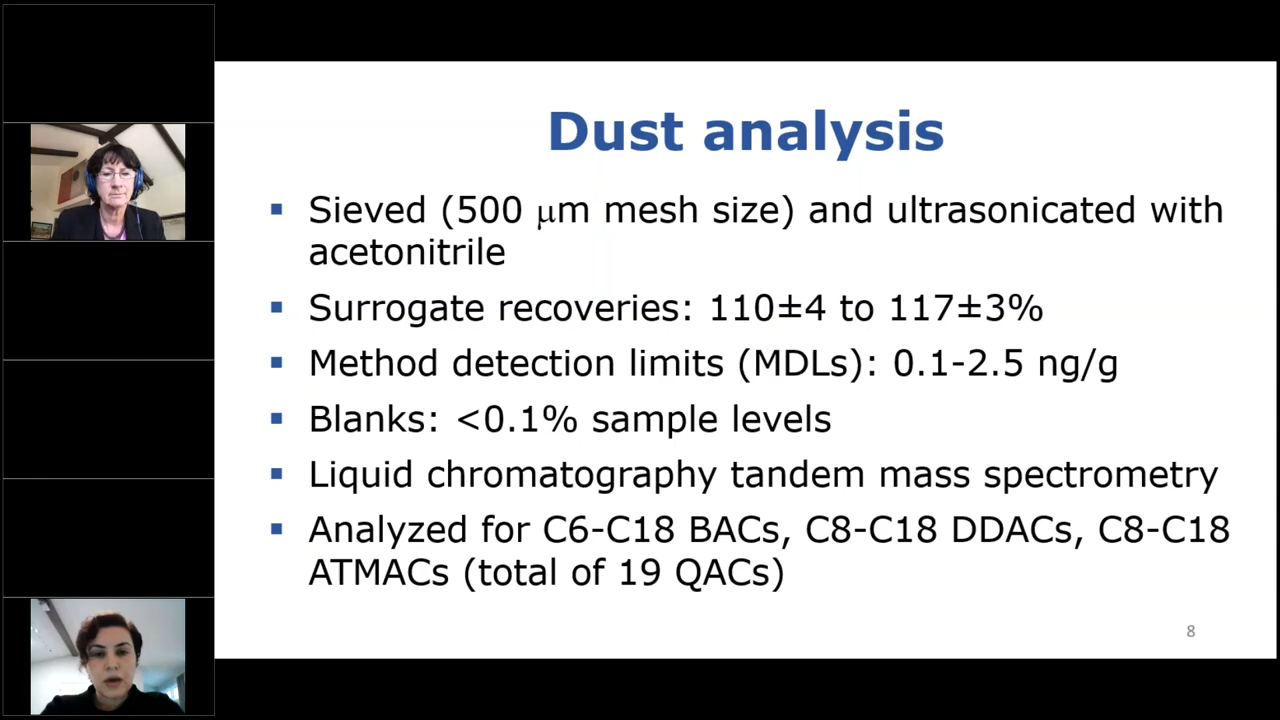 Dust analysis
▪ Sieved (500 μm mesh size) and ultrasonicated with
acetonitrile
▪ Surrogate recoveries: 110±4 to 117±3%
▪ Method detection limits (MDLs): 0.1-2.5 ng/g
▪ Blanks: <0.1% sample levels
▪ Liquid chromatography tandem mass spectrometry
▪ Analyzed for C6-C18 BACs, C8-C18 DDACs, C8-C18
ATMACs (total of 19 QACs)
8